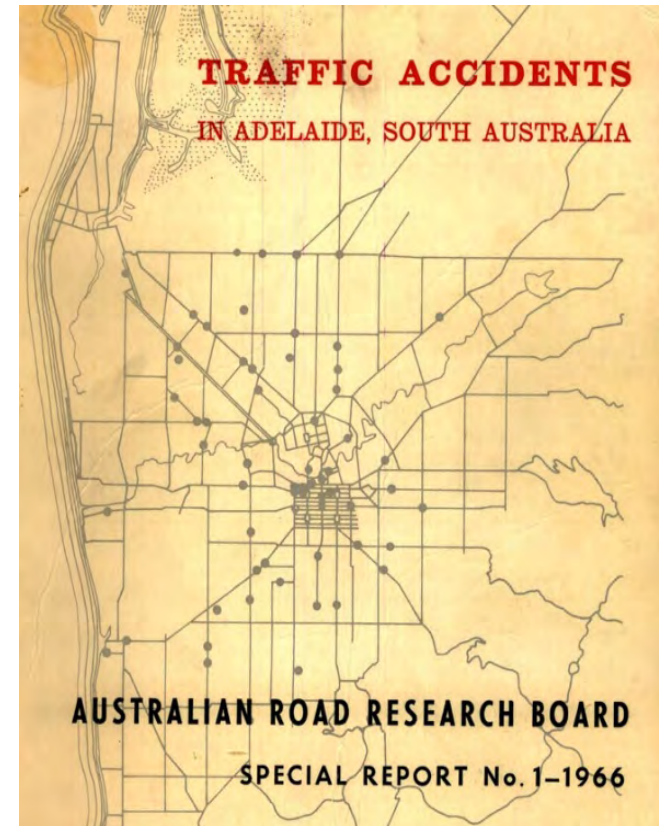 TRAFFIC ACCIDENTS
IN ADELAIDE, SOUTH AUSTRALIA
AUSTRALIAN ROAD RESEARCH BOARD
SPECIAL REPORT No. 1–1966